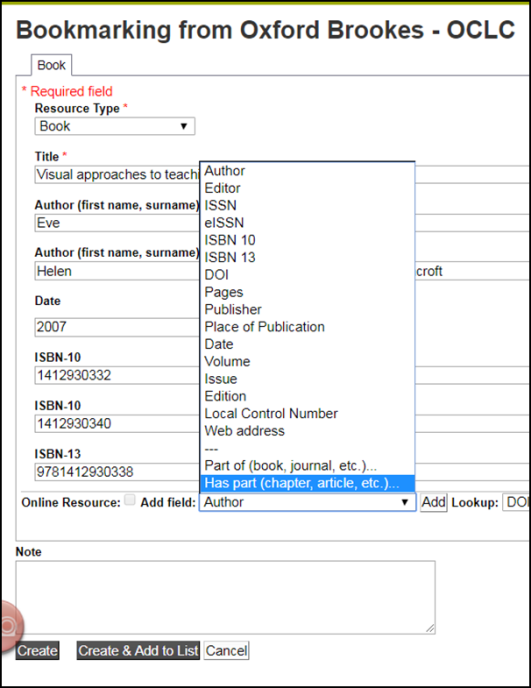 Bookmarking from Oxford Brookes - OCLC
Book
* Required field
Resource Type *
Book
Title *
Visual approaches to teachi
Author (first name, surname)
Eve
Author (first name, surname)
Helen croft
Date
2007
ISBN-10
1412930332
ISBN-10
1412930340
ISBN-13
9781412930338
Author
Editor
ISSN
eISSN
ISBN 10
ISBN 13
DOI
Pages
Publisher
Place of Publication
Date
Volume
Issue
Edition
Local Control Number
Web address
---
Part of (book, journal, etc.)...
Has part (chapter, article, etc.)...
Online Resource: Add field: Author Add Lookup: DOI
Note
Create Create & Add to List Cancel